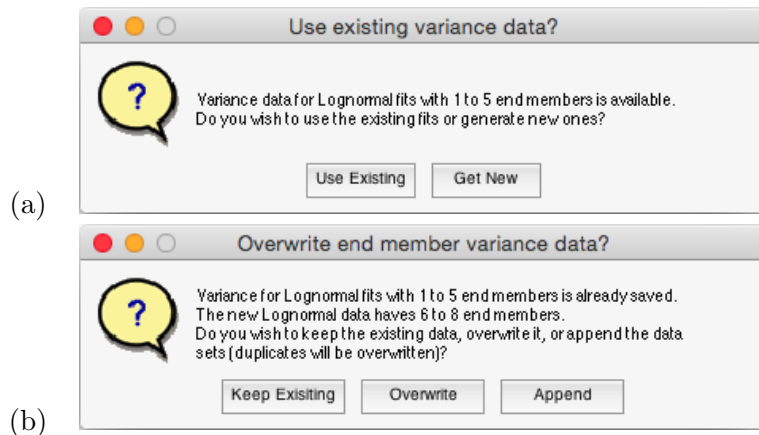 Use existing variance data?
?
Variance data for Lognormal fits with 1 to 5 end members is available.
Do you wish to use the existing fits or generate new ones?
Use Existing Get New
(a)
Overwrite end member variance data?
?
Variance for Lognormal fits with 1 to 5 end members is already saved.
The new Lognormal data haves 6 to 8 end members.
Do you wish to keep the existing data, overwrite it, or append the data
sets (duplicates will be overwritten)?
Keep Exisiting Overwrite Append
(b)